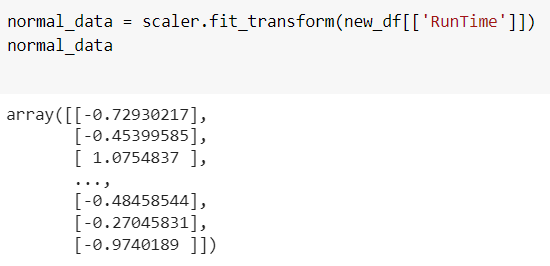 normal_data = scaler.fit_transform(new_df[['RunTime']])
normal_data
array([[-0.72930217],
[-0.45399585],
[ 1.0754837 ],
...,
[-0.48458544],
[-0.27045831],
[-0.9740189 ]])